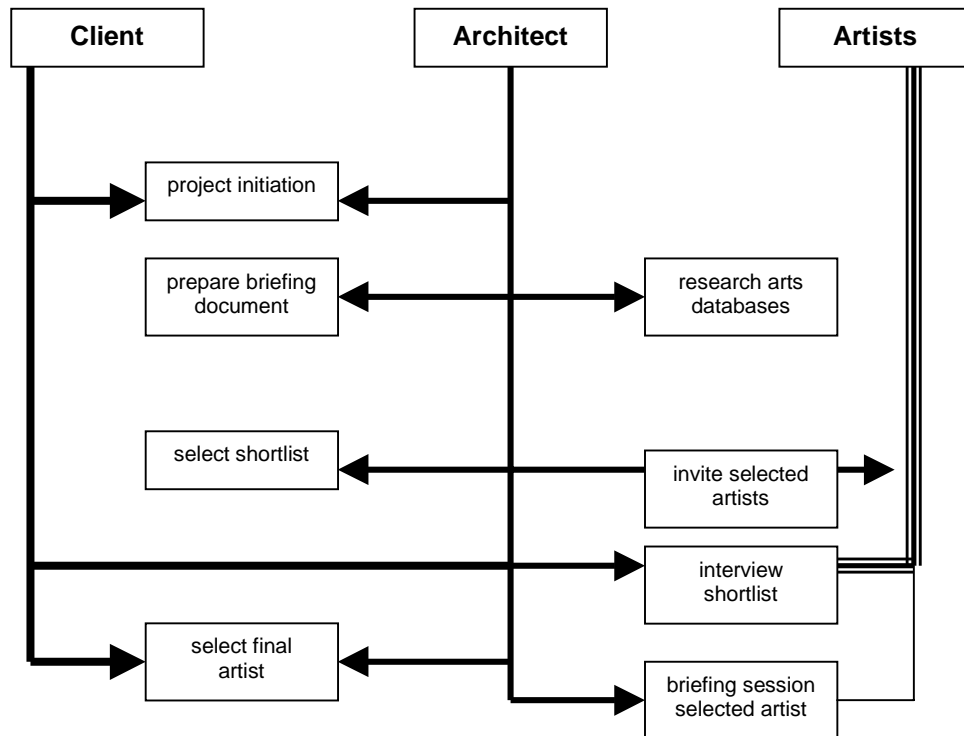 Client
Architect
Artists
project initiation
prepare briefing
document
research arts
databases
select shortlist
invite selected
artists
interview
shortlist
select final
artist
briefing session
selected artist